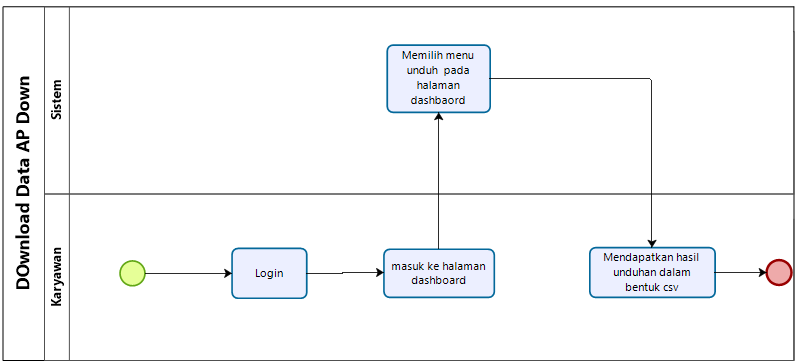 DOwnload Data AP Down
Sistem
Memilih menu
unduh pada
halaman
dashbaord
Karyawan
Login
masuk ke halaman
dashboard
Mendapatkan hasil
unduhan dalam
bentuk csv